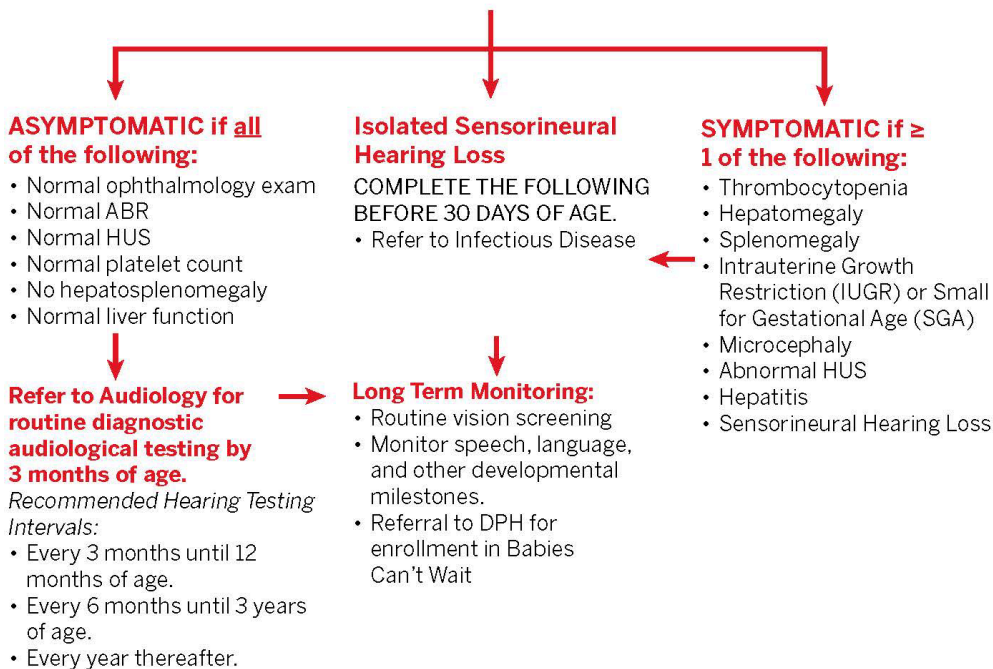 ASYMPTOMATIC if all
of the following:
• Normal ophthalmology exam
• Normal ABR
• Normal HUS
• Normal platelet count
• No hepatosplenomegaly
• Normal liver function
Refer to Audiology for
routine diagnostic
audiological testing by
3 months of age.
Recommended Hearing Testing
Intervals:
• Every 3 months until 12
months of age.
• Every 6 months until 3 years
of age.
• Every year thereafter.
Isolated Sensorineural
Hearing Loss
COMPLETE THE FOLLOWING
BEFORE 30 DAYS OF AGE.
• Refer to Infectious Disease
Long Term Monitoring:
• Routine vision screening
• Monitor speech, language,
and other developmental
milestones.
• Referral to DPH for
enrollment in Babies
Can't Wait
SYMPTOMATIC if ≥
1 of the following:
• Thrombocytopenia
• Hepatomegaly
• Splenomegaly
• Intrauterine Growth
Restriction (IUGR) or Small
for Gestational Age (SGA)
• Microcephaly
• Abnormal HUS
• Hepatitis
• Sensorineural Hearing Loss